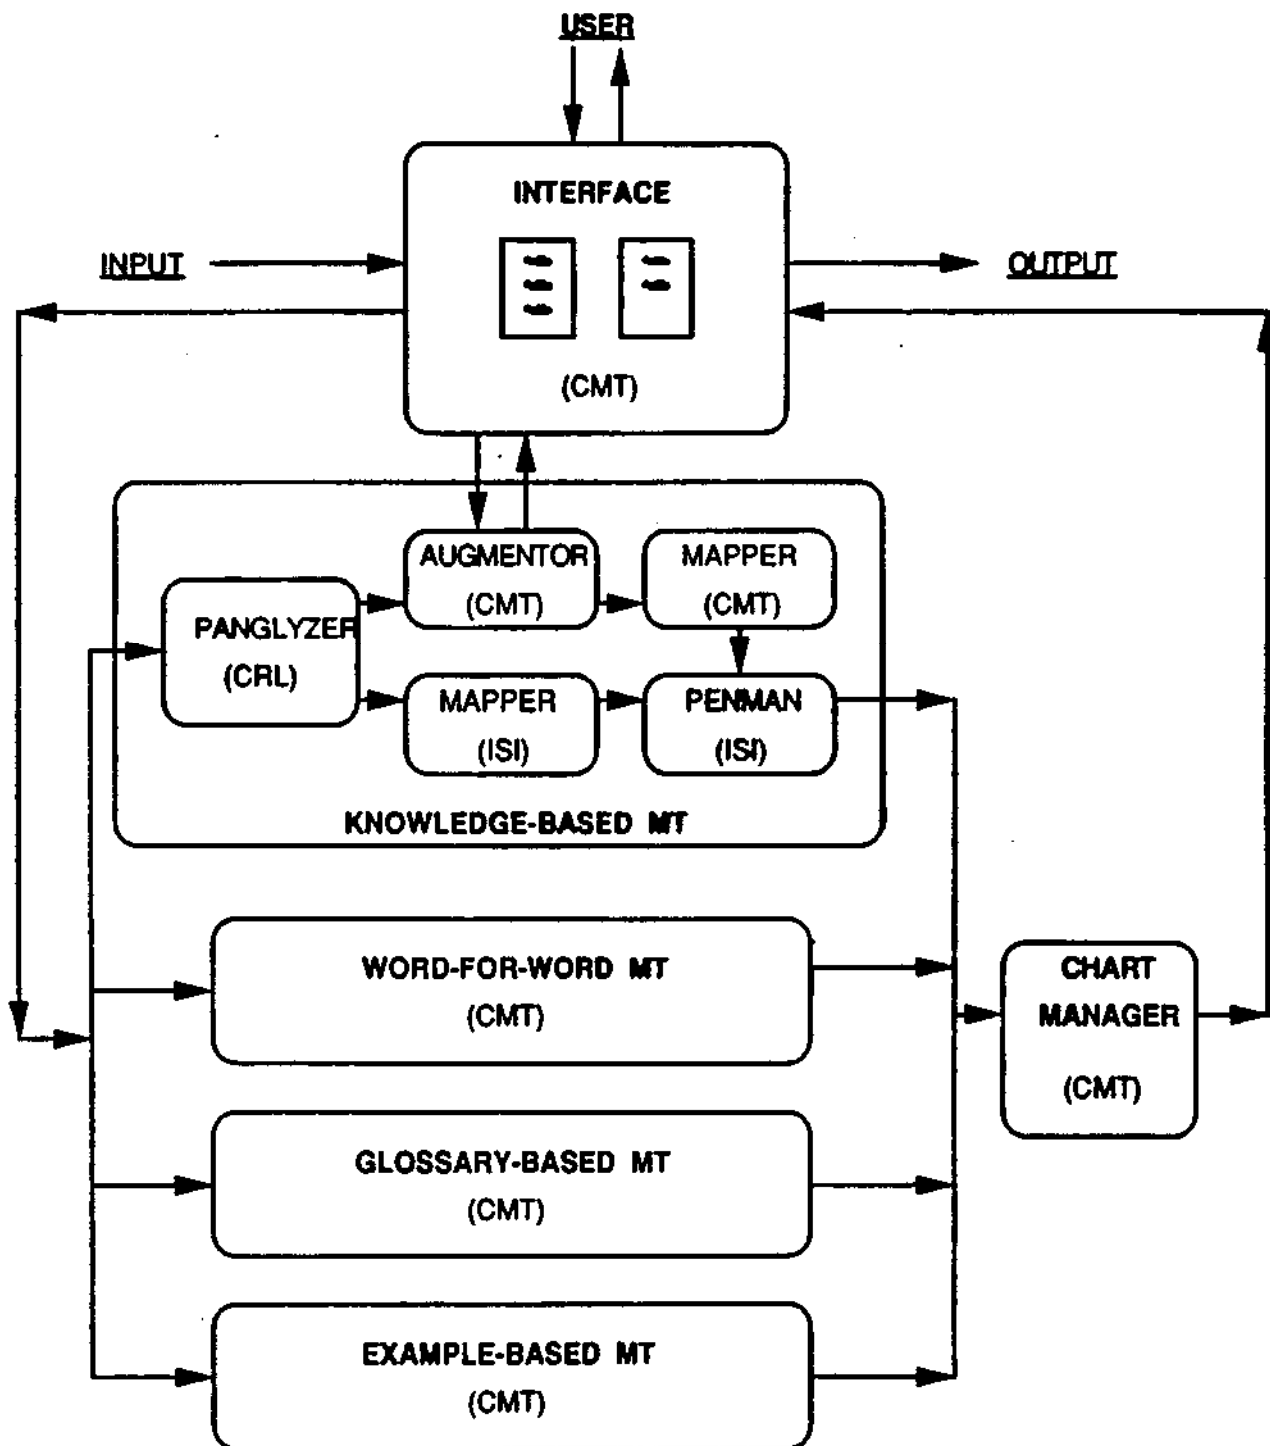 USER
INTERFACE
INPUT
OUTPUT
(CMT)
AUGMENTOR
(CMT)
MAPPER
(CMT)
PANGLYZER
(CRL)
MAPPER
(ISI)
PENMAN
(ISI)
KNOWLEDGE-BASED MT
WORD-FOR-WORD MT
(CMT)
CHART
MANAGER
(CMT)
GLOSSARY-BASED MT
(CMT)
EXAMPLE-BASED MT
(CMT)